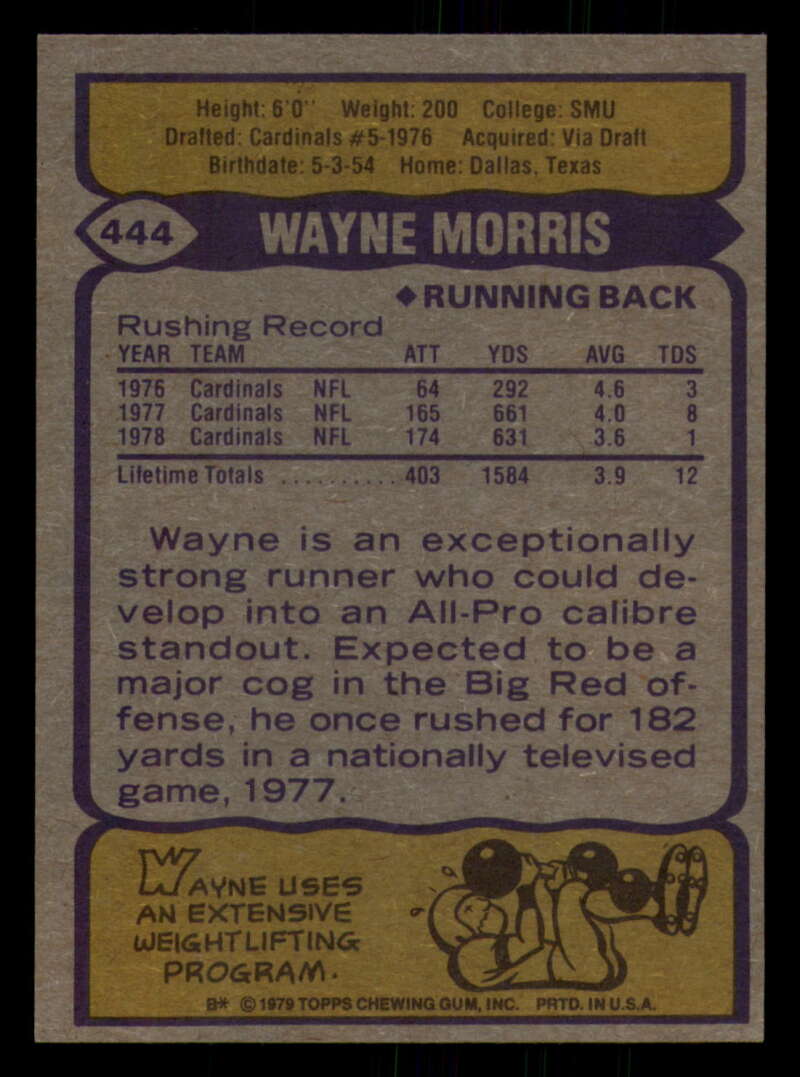 Height: 6'0" Weight: 200 College: SMU
Drafted: Cardinals #5-1976 Acquired: Via Draft
Birthdate: 5-3-54 Home: Dallas, Texas
444 WAYNE MORRIS
◆RUNNING BACK
Rushing Record
YEAR TEAM ATT YDS AVG TDS
1976 Cardinals NFL 64 292 4.6 3
1977 Cardinals NFL 165 661 4.0 8
1978 Cardinals NFL 174 631 3.6 1
Lifetime Totals .......... 403 1584 3.9 12
Wayne is an exceptionally
strong runner who could de-
velop into an All-Pro calibre
standout. Expected to be a
major cog in the Big Red of-
fense, he once rushed for 182
yards in a nationally televised
game, 1977.
WAYNE USES
AN EXTENSIVE
WEIGHTLIFTING
PROGRAM.
B* ©1979 TOPPS CHEWING GUM, INC. PRTD. IN U.S.A.